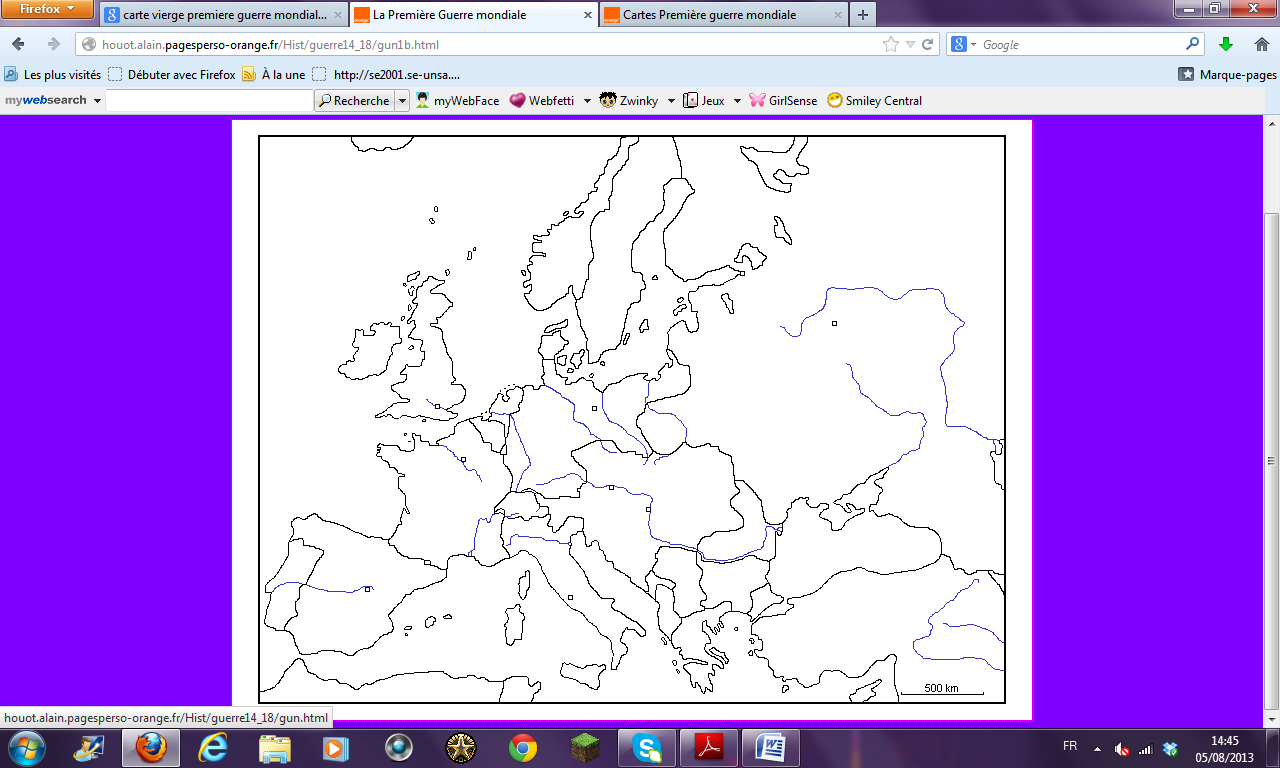 Firefox
carte vierge premiere guerre mondial...
La Première Guerre mondiale
Cartes Première guerre mondiale
houot.alain.pagesperso-orange.fr/Hist/guerre14_18/gun1b.html
Google
Les plus visités
Débuter avec Firefox
À la une
http://se2001.se-unsa....
Marque-pages
mywebsearch
Recherche
myWebFace
Webfetti
Zwinky
Jeux
GirlSense
Smiley Central
500 km
houot.alain.pagesperso-orange.fr/Hist/guerre14_18/gun.html
FR
14:45
05/08/2013